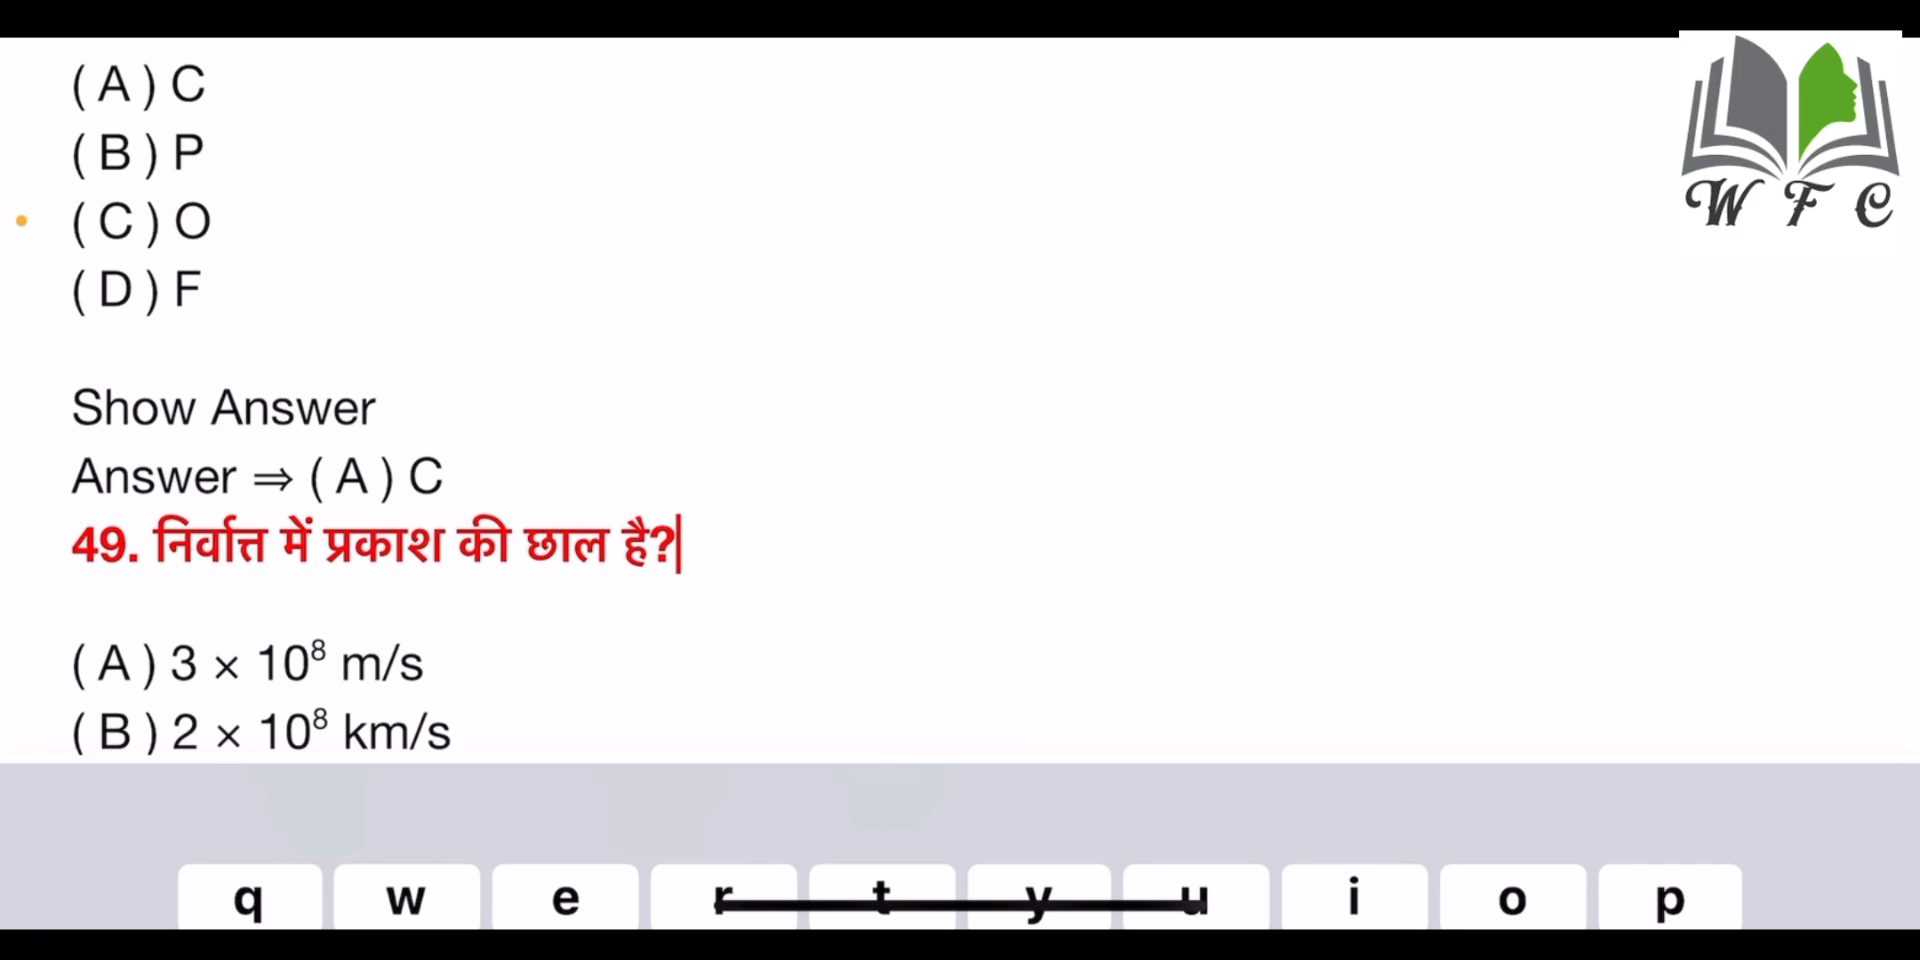 ( A ) C
( B ) P
( C ) O
( D ) F
Show Answer
Answer ⇒ ( A ) C
49. निर्वात्त में प्रकाश की छाल है?
( A ) 3 × 10⁸ m/s
( B ) 2 × 10⁸ km/s
W F C
q w e r t y u i o p